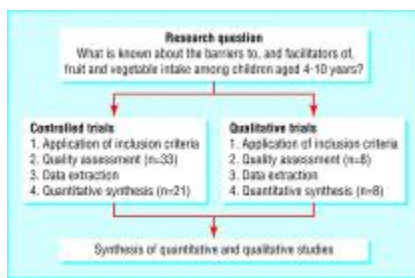 Research question
What is known about the barriers to, and facilitators of,
fruit and vegetable intake among children aged 4-10 years?
Controlled trials
1. Application of inclusion criteria
2. Quality assessment (n=33)
3. Data extraction
4. Quantitative synthesis (n=21)
Qualitative trials
1. Application of inclusion criteria
2. Quality assessment (n=8)
3. Data extraction
4. Quantitative synthesis (n=8)
Synthesis of quantitative and qualitative studies